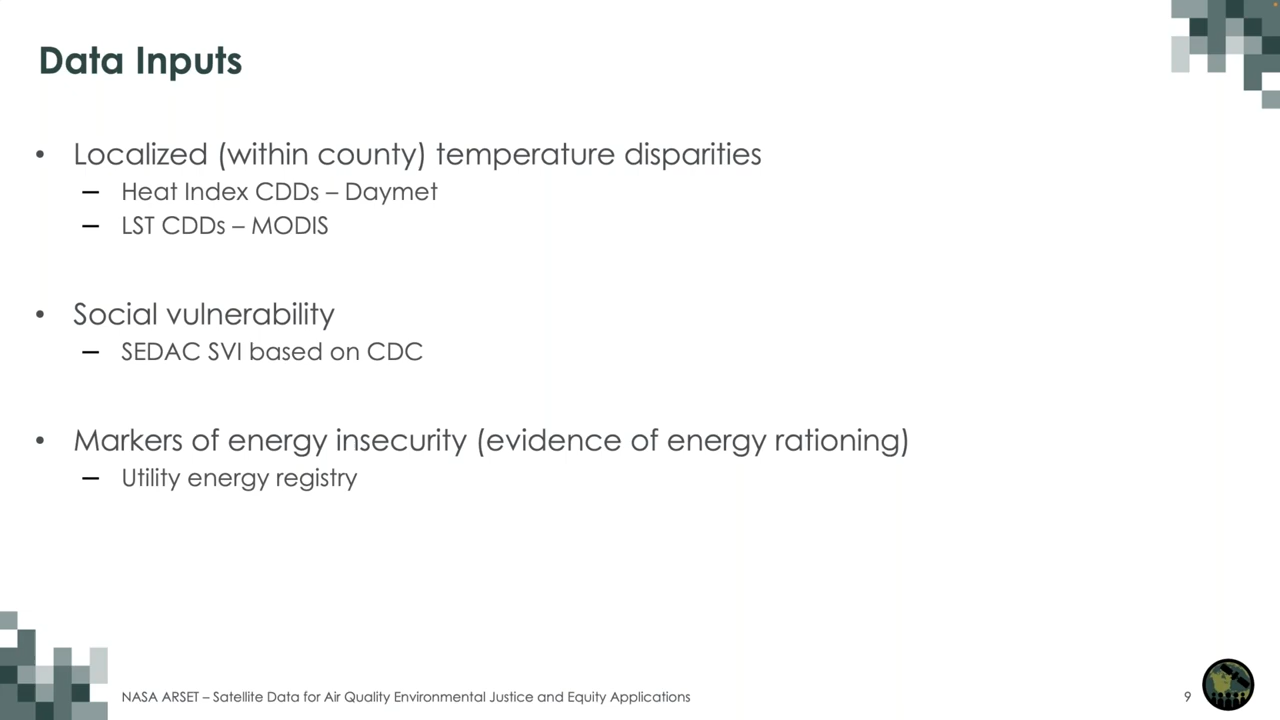 Data Inputs
• Localized (within county) temperature disparities
– Heat Index CDDs – Daymet
– LST CDDs – MODIS
• Social vulnerability
– SEDAC SVI based on CDC
• Markers of energy insecurity (evidence of energy rationing)
– Utility energy registry
NASA ARSET – Satellite Data for Air Quality Environmental Justice and Equity Applications
9